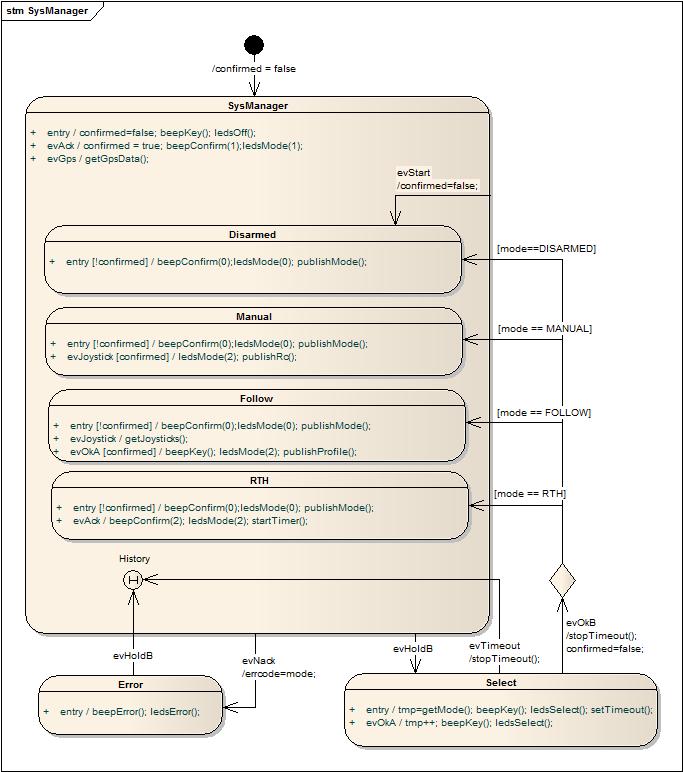 stm SysManager
/confirmed = false
SysManager
+ entry / confirmed=false; beepKey(); ledsOff();
+ evAck / confirmed = true; beepConfirm(1);ledsMode(1);
+ evGps / getGpsData();
evStart
/confirmed=false;
Disarmed
+ entry [!confirmed] / beepConfirm(0);ledsMode(0); publishMode();
[mode==DISARMED]
Manual
+ entry [!confirmed] / beepConfirm(0);ledsMode(0); publishMode();
+ evJoystick [confirmed] / ledsMode(2); publishRc();
[mode == MANUAL]
Follow
+ entry [!confirmed] / beepConfirm(0);ledsMode(0); publishMode();
+ evJoystick / getJoysticks();
+ evOkA [confirmed] / beepKey(); ledsMode(2); publishProfile();
[mode == FOLLOW]
RTH
+ entry [!confirmed] / beepConfirm(0);ledsMode(0); publishMode();
+ evAck / beepConfirm(2); ledsMode(2); startTimer();
[mode == RTH]
History
H
evHoldB
evNack
/errcode=mode;
evHoldB
evTimeout
/stopTimeout();
evOkB
/stopTimeout();
confirmed=false;
Error
+ entry / beepError(); ledsError();
Select
+ entry / tmp=getMode(); beepKey(); ledsSelect(); setTimeout();
+ evOkA / tmp++; beepKey(); ledsSelect();